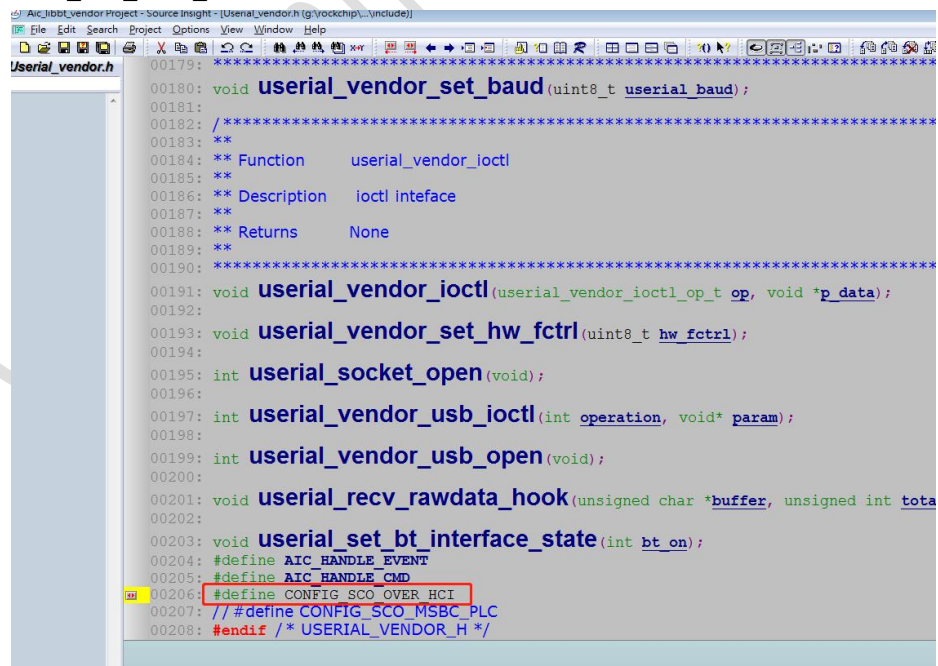 Aic_libbt_vendor Project - Source Insight - [Userial_vendor.h (g:\rockchip\...\include)]
File Edit Search Project Options View Window Help
Userial_vendor.h
00179: **************************************************************************
00180: void userial_vendor_set_baud(uint8_t userial_baud);
00181:
00182: /*************************************************************************
00183: **
00184: ** Function userial_vendor_ioctl
00185: **
00186: ** Description ioctl inteface
00187: **
00188: ** Returns None
00189: **
00190: **************************************************************************
00191: void userial_vendor_ioctl(userial_vendor_ioctl_op_t op, void *p_data);
00192:
00193: void userial_vendor_set_hw_fctrl(uint8_t hw_fctrl);
00194:
00195: int userial_socket_open(void);
00196:
00197: int userial_vendor_usb_ioctl(int operation, void* param);
00198:
00199: int userial_vendor_usb_open(void);
00200:
00201: void userial_recv_rawdata_hook(unsigned char *buffer, unsigned int tota
00202:
00203: void userial_set_bt_interface_state(int bt_on);
00204: #define AIC_HANDLE_EVENT
00205: #define AIC_HANDLE_CMD
00206: #define CONFIG_SCO_OVER_HCI
00207: //#define CONFIG_SCO_MSBC_PLC
00208: #endif /* USERIAL_VENDOR_H */